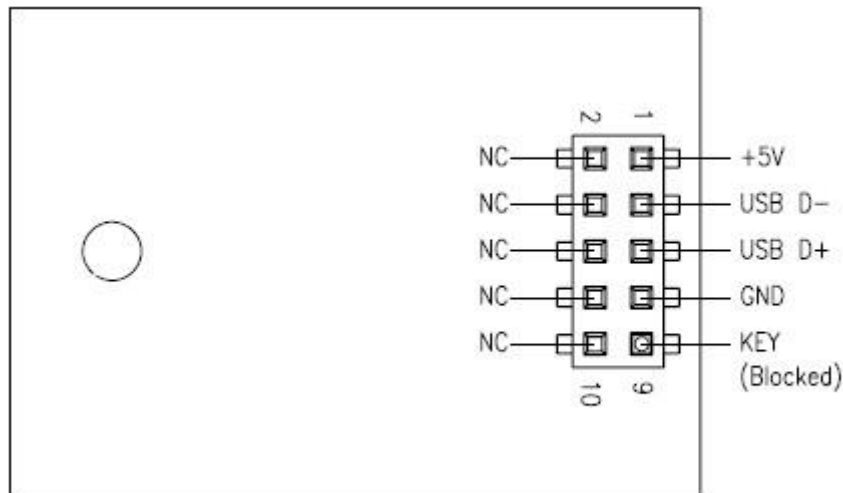 2 1
NC +5V
NC USB D-
NC USB D+
NC GND
NC KEY
(Blocked)
10 9